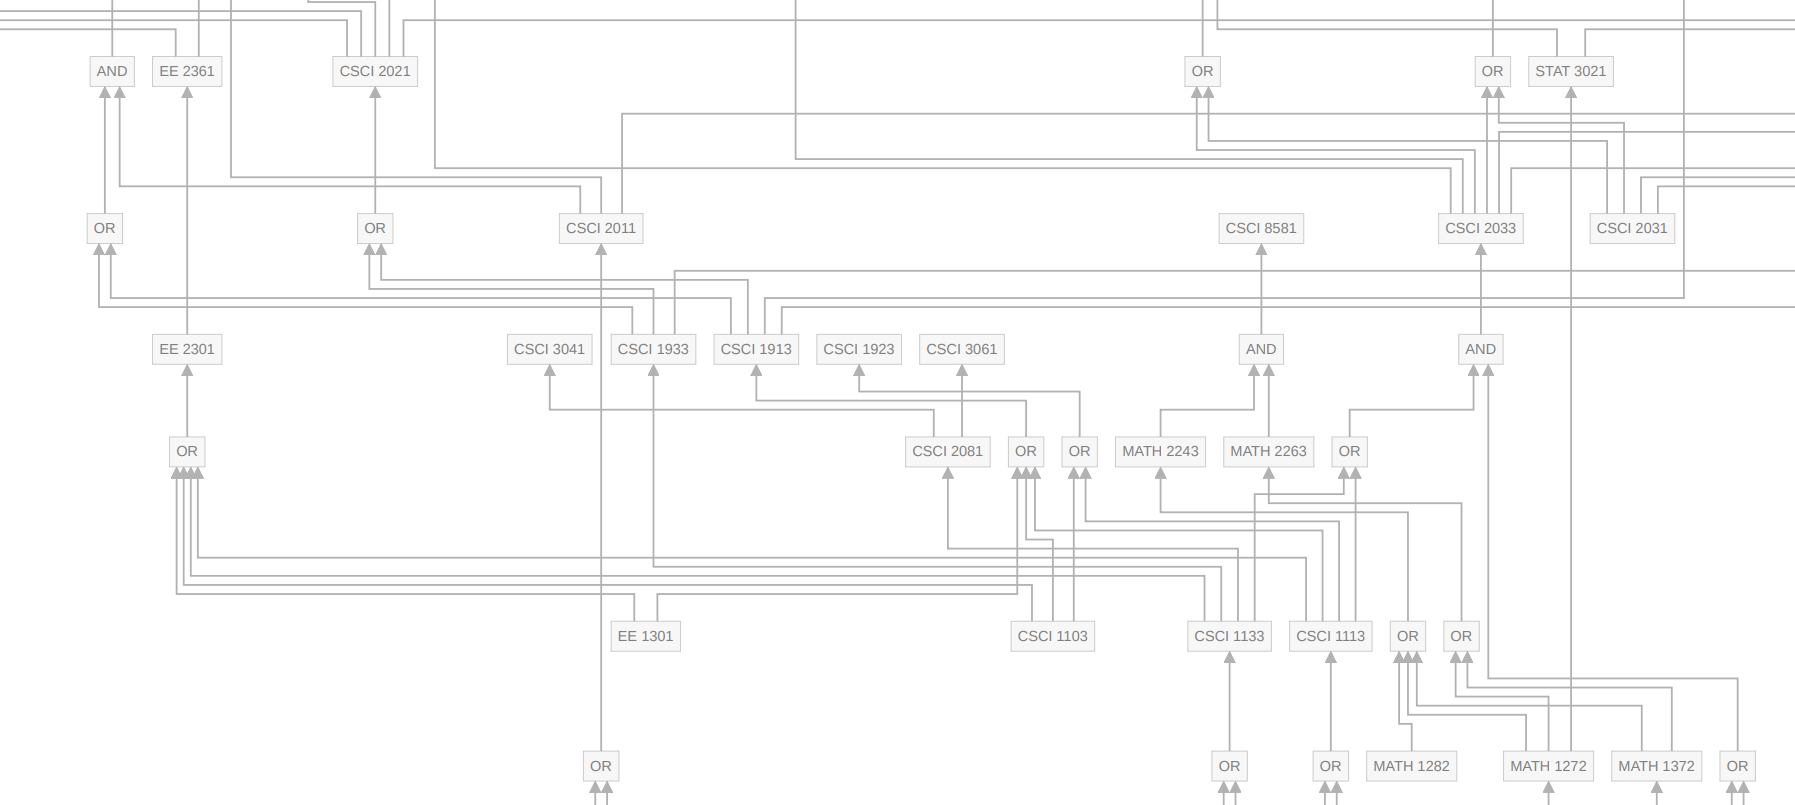 AND
EE 2361
CSCI 2021
OR
OR
STAT 3021
OR
OR
CSCI 2011
CSCI 8581
CSCI 2033
CSCI 2031
EE 2301
CSCI 3041
CSCI 1933
CSCI 1913
CSCI 1923
CSCI 3061
AND
AND
OR
CSCI 2081
OR
OR
MATH 2243
MATH 2263
OR
EE 1301
CSCI 1103
CSCI 1133
CSCI 1113
OR
OR
OR
OR
OR
MATH 1282
MATH 1272
MATH 1372
OR